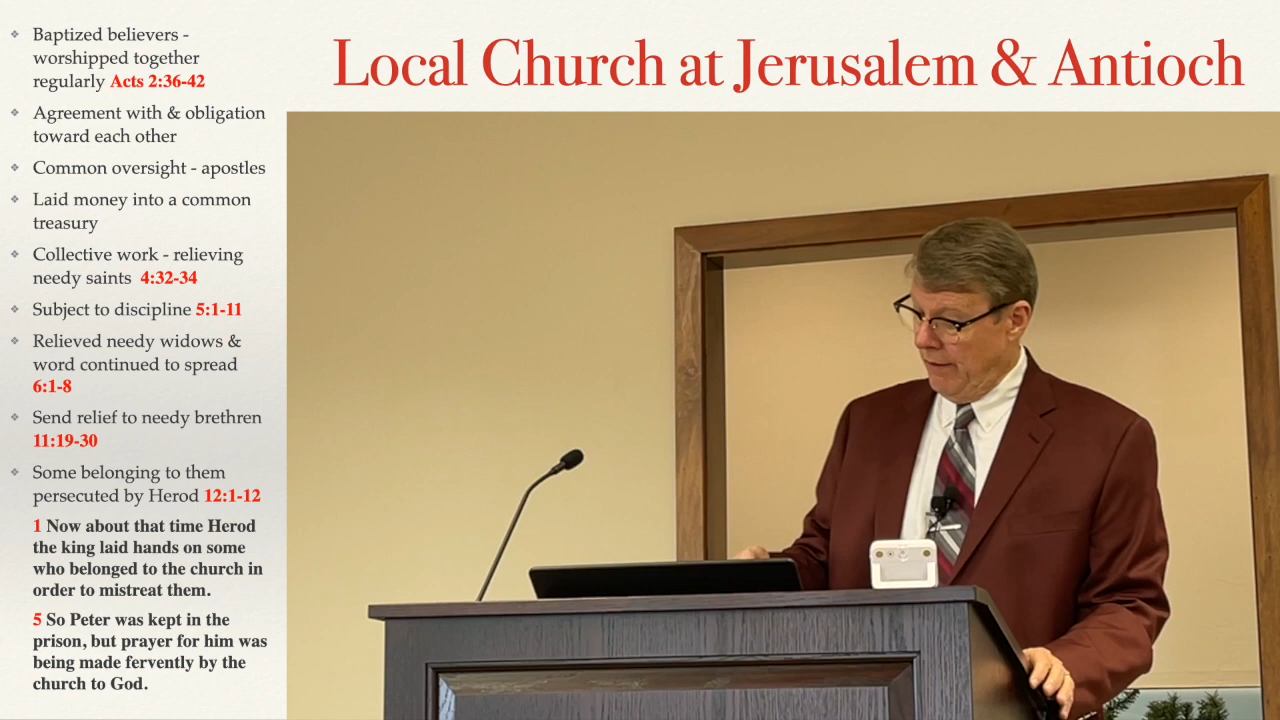 Local Church at Jerusalem & Antioch
❖ Baptized believers -
worshipped together
regularly Acts 2:36-42
❖ Agreement with & obligation
toward each other
❖ Common oversight - apostles
❖ Laid money into a common
treasury
❖ Collective work - relieving
needy saints 4:32-34
❖ Subject to discipline 5:1-11
❖ Relieved needy widows &
word continued to spread
6:1-8
❖ Send relief to needy brethren
11:19-30
❖ Some belonging to them
persecuted by Herod 12:1-12
1 Now about that time Herod
the king laid hands on some
who belonged to the church in
order to mistreat them.
5 So Peter was kept in the
prison, but prayer for him was
being made fervently by the
church to God.